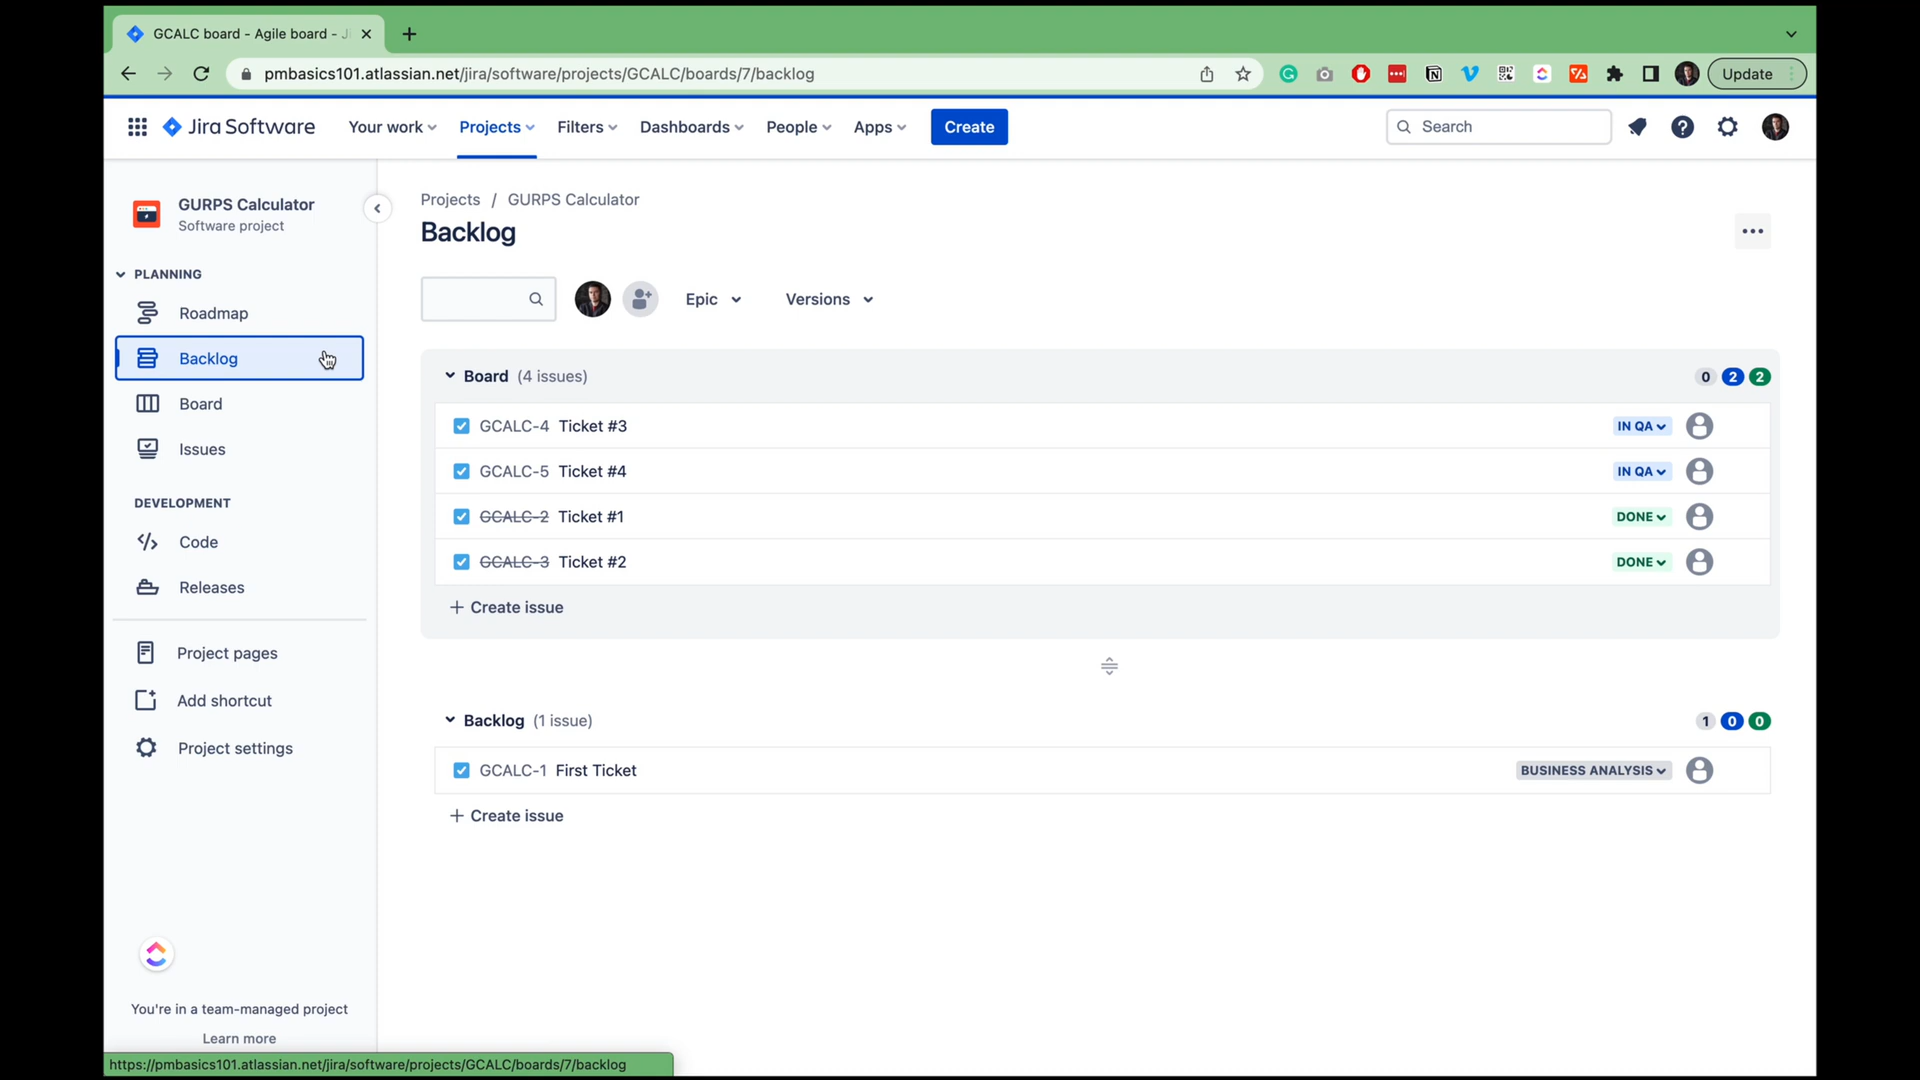 GCALC board - Agile board - J
pmbasics101.atlassian.net/jira/software/projects/GCALC/boards/7/backlog
Update
Jira Software
Your work
Projects
Filters
Dashboards
People
Apps
Create
Search
GURPS Calculator
Software project
PLANNING
Roadmap
Backlog
Board
Issues
DEVELOPMENT
Code
Releases
Project pages
Add shortcut
Project settings
You're in a team-managed project
Learn more
https://pmbasics101.atlassian.net/jira/software/projects/GCALC/boards/7/backlog
Projects / GURPS Calculator
Backlog
Epic
Versions
Board (4 issues) 0 2 2
GCALC-4 Ticket #3 IN QA
GCALC-5 Ticket #4 IN QA
GCALC-2 Ticket #1 DONE
GCALC-3 Ticket #2 DONE
+ Create issue
Backlog (1 issue) 1 0 0
GCALC-1 First Ticket BUSINESS ANALYSIS
+ Create issue